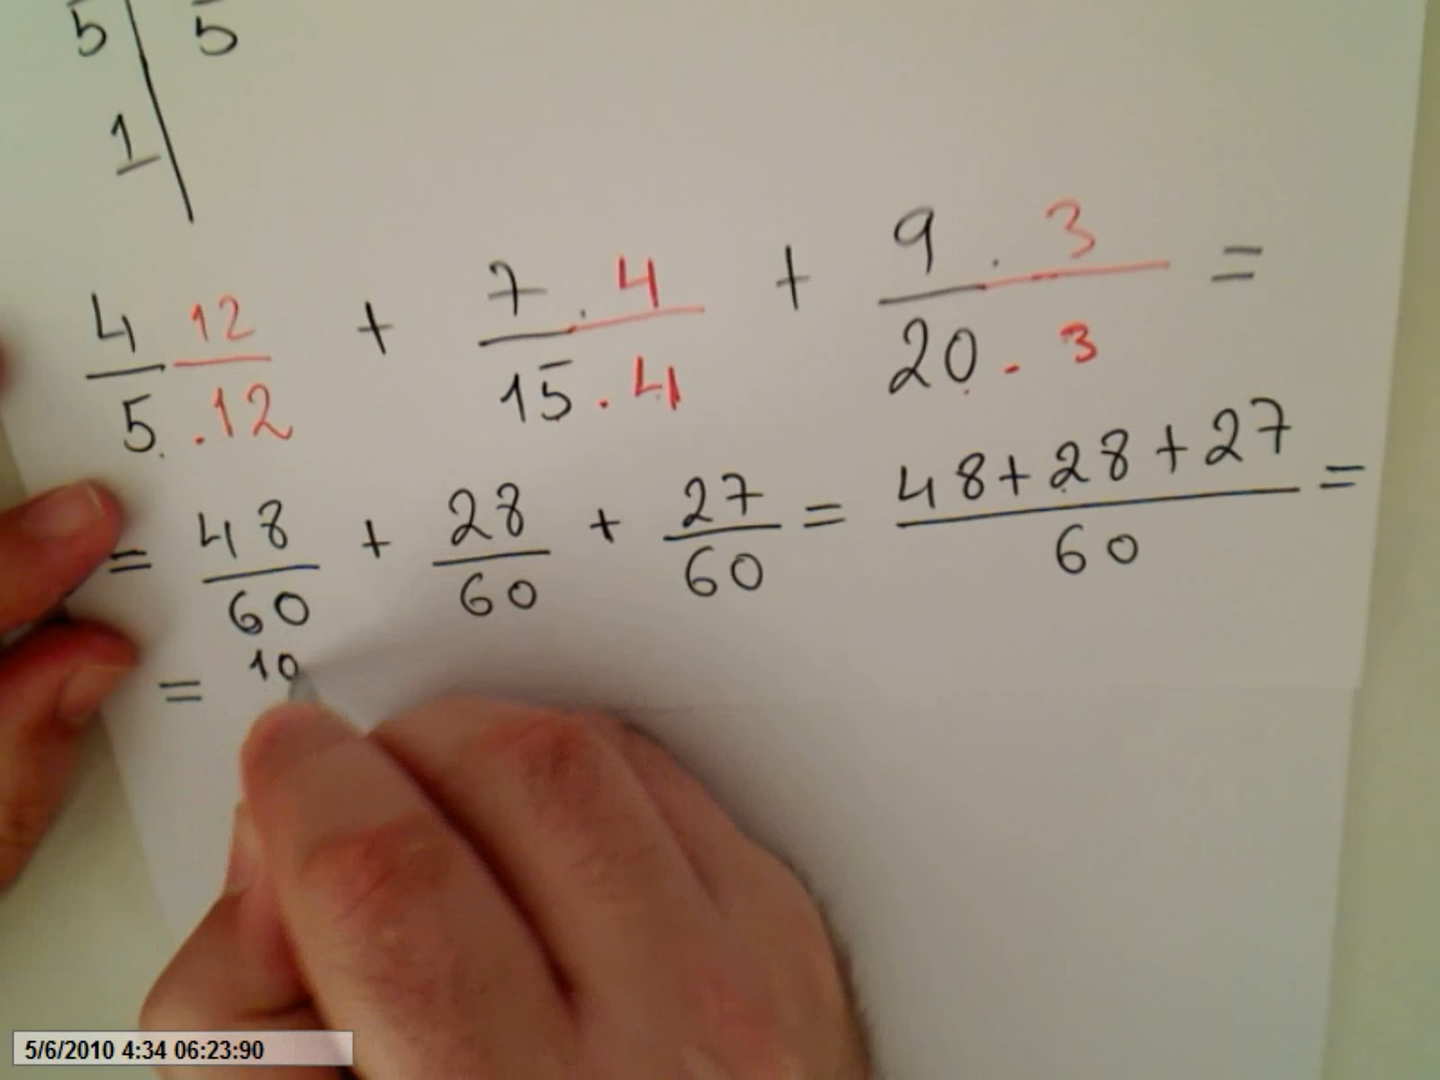 5 | 5
1 |
4 12 + 7 . 4 + 9 . 3 =
5 . 12 15 . 4 20 . 3
= 48 + 28 + 27 = 48 + 28 + 27 =
60 60 60 60
= 10
5/6/2010 4:34 06:23:90